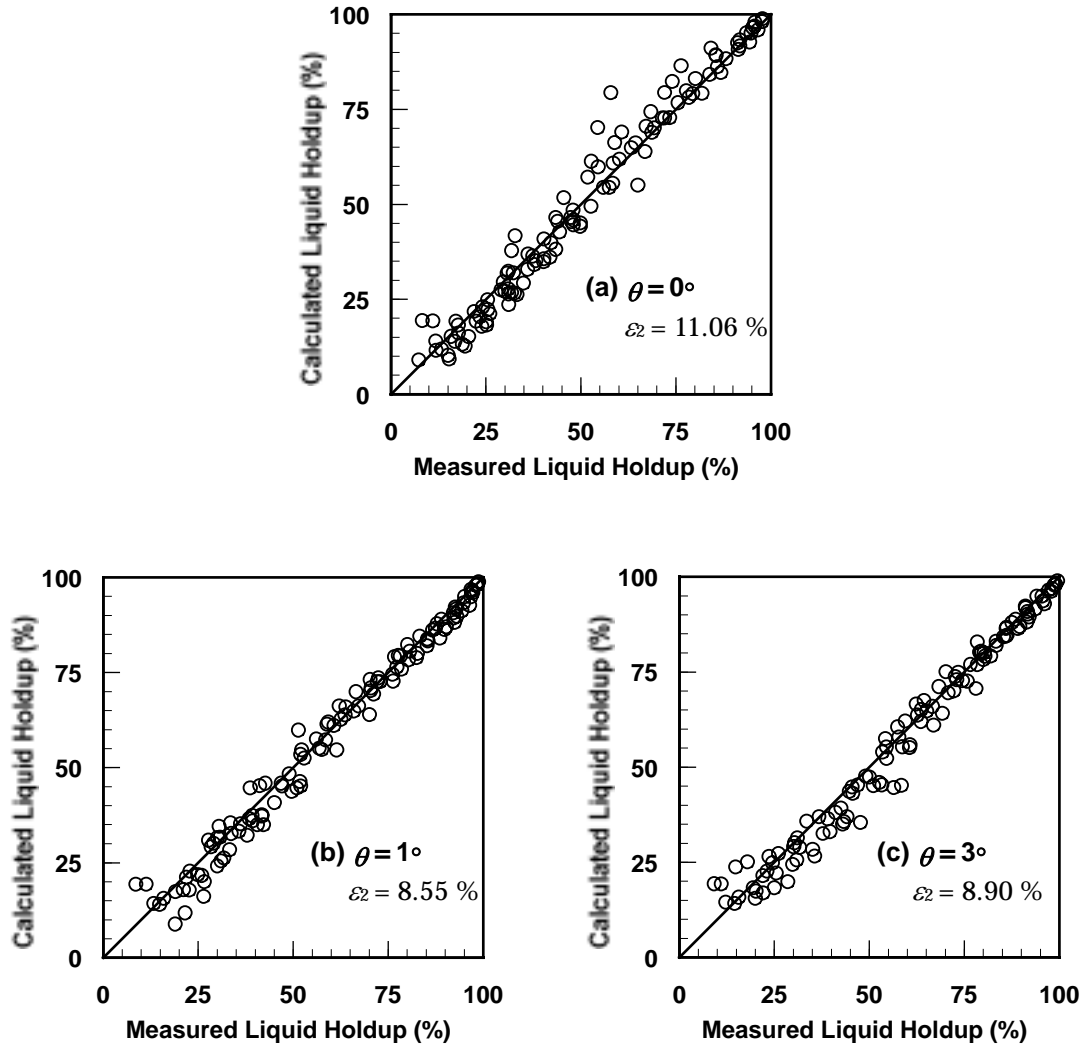 100
75
50
25
0
Calculated Liquid Holdup (%)
(a) θ = 0°
ε2 = 11.06 %
0 25 50 75 100
Measured Liquid Holdup (%)
100
75
50
25
0
Calculated Liquid Holdup (%)
(b) θ = 1°
ε2 = 8.55 %
0 25 50 75 100
Measured Liquid Holdup (%)
100
75
50
25
0
Calculated Liquid Holdup (%)
(c) θ = 3°
ε2 = 8.90 %
0 25 50 75 100
Measured Liquid Holdup (%)